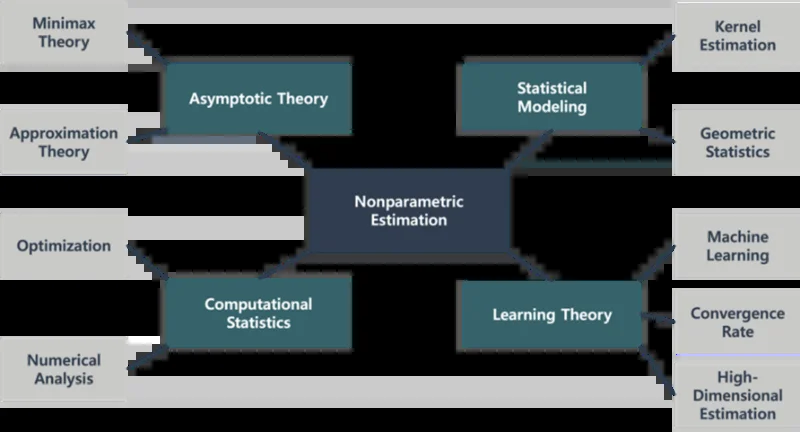 Minimax
Theory
Approximation
Theory
Asymptotic Theory
Statistical
Modeling
Kernel
Estimation
Geometric
Statistics
Nonparametric
Estimation
Optimization
Numerical
Analysis
Computational
Statistics
Learning Theory
Machine
Learning
Convergence
Rate
High-
Dimensional
Estimation